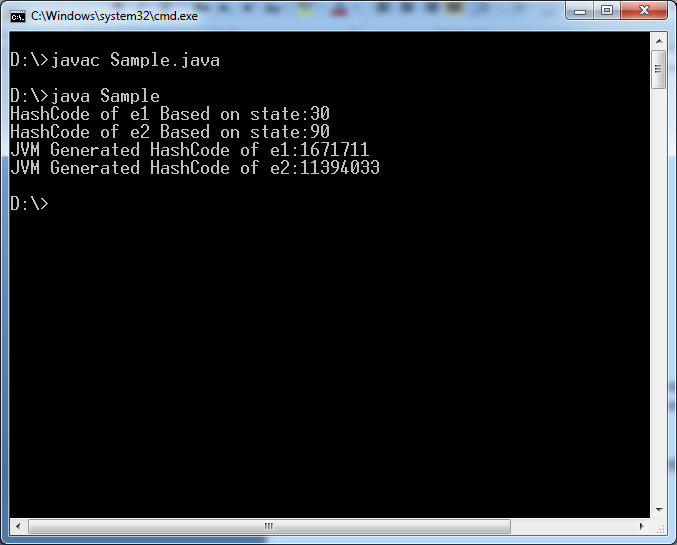 C:\Windows\system32\cmd.exe
D:\>javac Sample.java
D:\>java Sample
HashCode of e1 Based on state:30
HashCode of e2 Based on state:90
JVM Generated HashCode of e1:1671711
JVM Generated HashCode of e2:11394033
D:\>